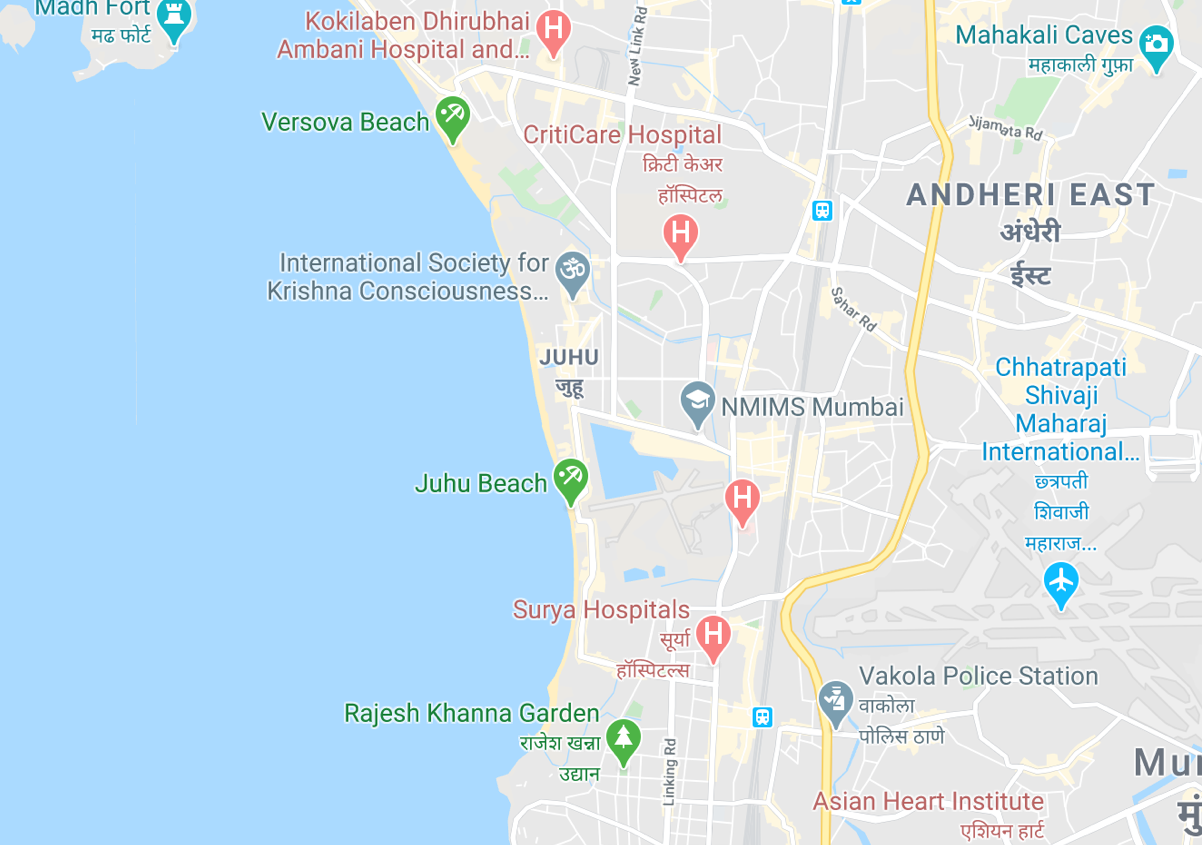 Madh Fort
मढ फोर्ट
Kokilaben Dhirubhai
Ambani Hospital and...
New Link Rd
Mahakali Caves
महाकाली गुफ़ा
Versova Beach
CritiCare Hospital
क्रिटी केअर
हॉस्पिटल
Jijamata Rd
ANDHERI EAST
अंधेरी
ईस्ट
International Society for
Krishna Consciousness...
Sahar Rd
JUHU
जुहू
Chhatrapati
Shivaji
Maharaj
International...
छत्रपती
शिवाजी
महाराज...
NMIMS Mumbai
Juhu Beach
H
H
H
H
Surya Hospitals
सूर्या
हॉस्पिटल्स
Vakola Police Station
वाकोला
पोलिस ठाणे
Rajesh Khanna Garden
राजेश खन्ना
उद्यान
Linking Rd
Mu
मुं
Asian Heart Institute
एशियन हार्ट